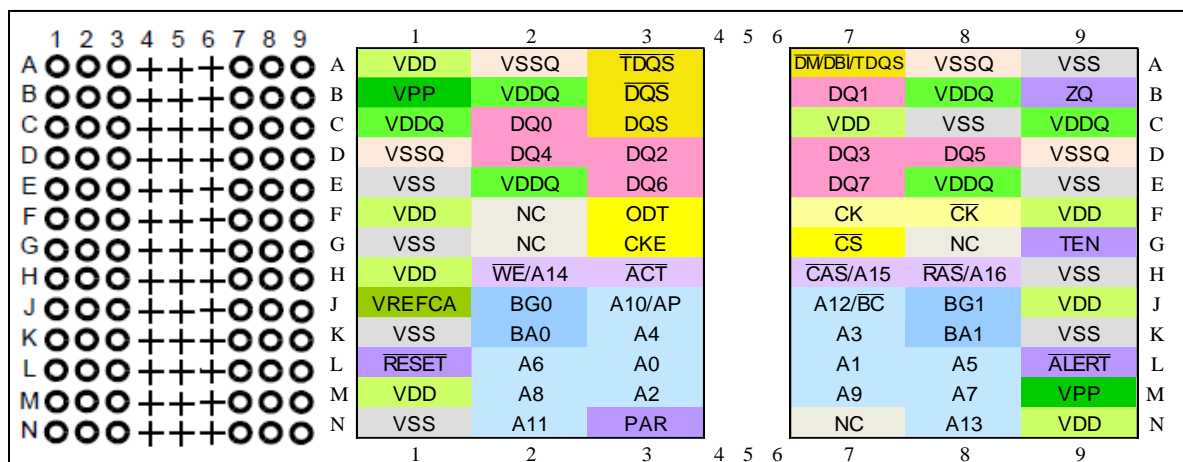 1 2 3 4 5 6 7 8 9
1 2 3 4 5 6 7 8 9
A A VDD VSSQ TDQS DM/DBI/TDQS VSSQ VSS A
B B VPP VDDQ DQS DQ1 VDDQ ZQ B
C C VDDQ DQ0 DQS VDD VSS VDDQ C
D D VSSQ DQ4 DQ2 DQ3 DQ5 VSSQ D
E E VSS VDDQ DQ6 DQ7 VDDQ VSS E
F F VDD NC ODT CK CK VDD F
G G VSS NC CKE CS NC TEN G
H H VDD WE/A14 ACT CAS/A15 RAS/A16 VSS H
J J VREFCA BG0 A10/AP A12/BC BG1 VDD J
K K VSS BA0 A4 A3 BA1 VSS K
L L RESET A6 A0 A1 A5 ALERT L
M M VDD A8 A2 A9 A7 VPP M
N N VSS A11 PAR NC A13 VDD N
1 2 3 4 5 6 7 8 9